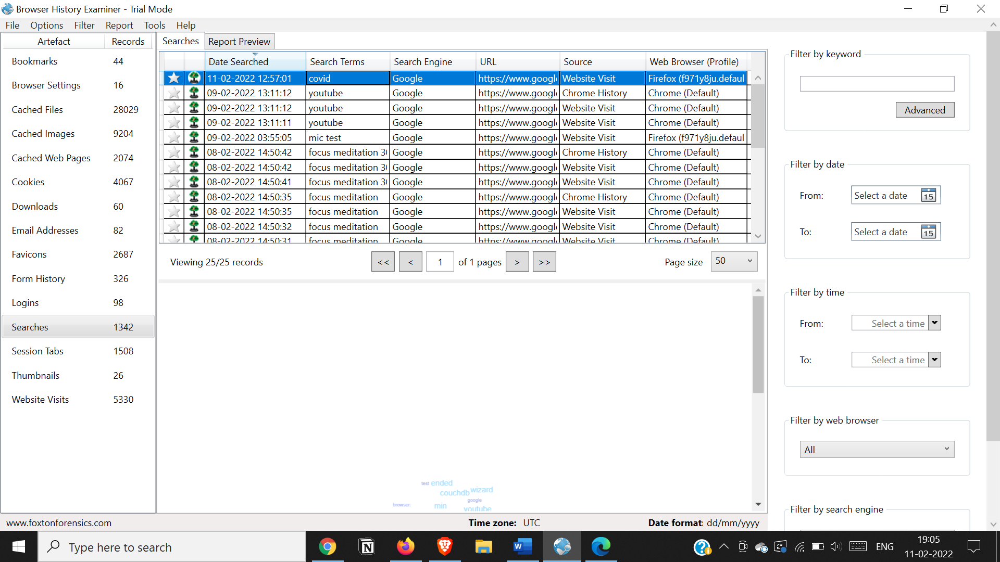 Browser History Examiner - Trial Mode
File Options Filter Report Tools Help
Artefact Records
Bookmarks 44
Browser Settings 16
Cached Files 28029
Cached Images 9204
Cached Web Pages 2074
Cookies 4067
Downloads 60
Email Addresses 82
Favicons 2687
Form History 326
Logins 98
Searches 1342
Session Tabs 1508
Thumbnails 26
Website Visits 5330
Searches Report Preview
Date Searched Search Terms Search Engine URL Source Web Browser (Profile)
11-02-2022 12:57:01 covid Google https://www.googl Website Visit Firefox (f971y8ju.defaul
09-02-2022 13:11:12 youtube Google https://www.googl Chrome History Chrome (Default)
09-02-2022 13:11:12 youtube Google https://www.googl Website Visit Chrome (Default)
09-02-2022 13:11:11 youtube Google https://www.googl Website Visit Chrome (Default)
09-02-2022 03:55:05 mic test Google https://www.googl Website Visit Firefox (f971y8ju.defaul
08-02-2022 14:50:42 focus meditation 30 Google https://www.googl Chrome History Chrome (Default)
08-02-2022 14:50:42 focus meditation 30 Google https://www.googl Website Visit Chrome (Default)
08-02-2022 14:50:41 focus meditation 30 Google https://www.googl Website Visit Chrome (Default)
08-02-2022 14:50:35 focus meditation Google https://www.googl Chrome History Chrome (Default)
08-02-2022 14:50:35 focus meditation Google https://www.googl Website Visit Chrome (Default)
08-02-2022 14:50:32 focus meditation Google https://www.googl Website Visit Chrome (Default)
08-02-2022 14:50:31 focus meditation Google https://www.googl Website Visit Chrome (Default)
Viewing 25/25 records << < 1 of 1 pages > >> Page size 50
test ended
couchdb wizard
google
browser: min youtube
Filter by keyword
Advanced
Filter by date
From: Select a date 15
To: Select a date 15
Filter by time
From: Select a time
To: Select a time
Filter by web browser
All
Filter by search engine
www.foxtonforensics.com Time zone: UTC Date format: dd/mm/yyyy
Type here to search
ENG
19:05
11-02-2022